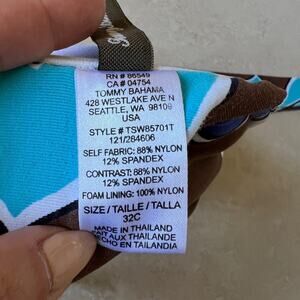 RN # 86549
CA # 04754
TOMMY BAHAMA
428 WESTLAKE AVE N
SEATTLE, WA 98109
USA
STYLE # TSW85701T
121/284606
SELF FABRIC: 88% NYLON
12% SPANDEX
CONTRAST: 88% NYLON
12% SPANDEX
FOAM LINING: 100% NYLON
SIZE / TAILLE / TALLA
32C
MADE IN THAILAND
FAIT AUX THAILANDE
HECHO EN TAILANDIA